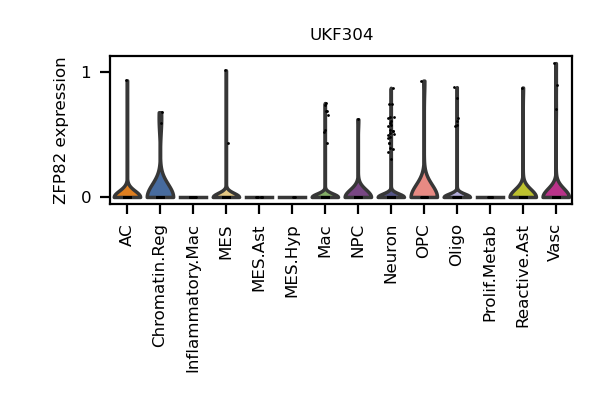 UKF304
ZFP82 expression
1
0
AC
Chromatin.Reg
Inflammatory.Mac
MES
MES.Ast
MES.Hyp
Mac
NPC
Neuron
OPC
Oligo
Prolif.Metab
Reactive.Ast
Vasc